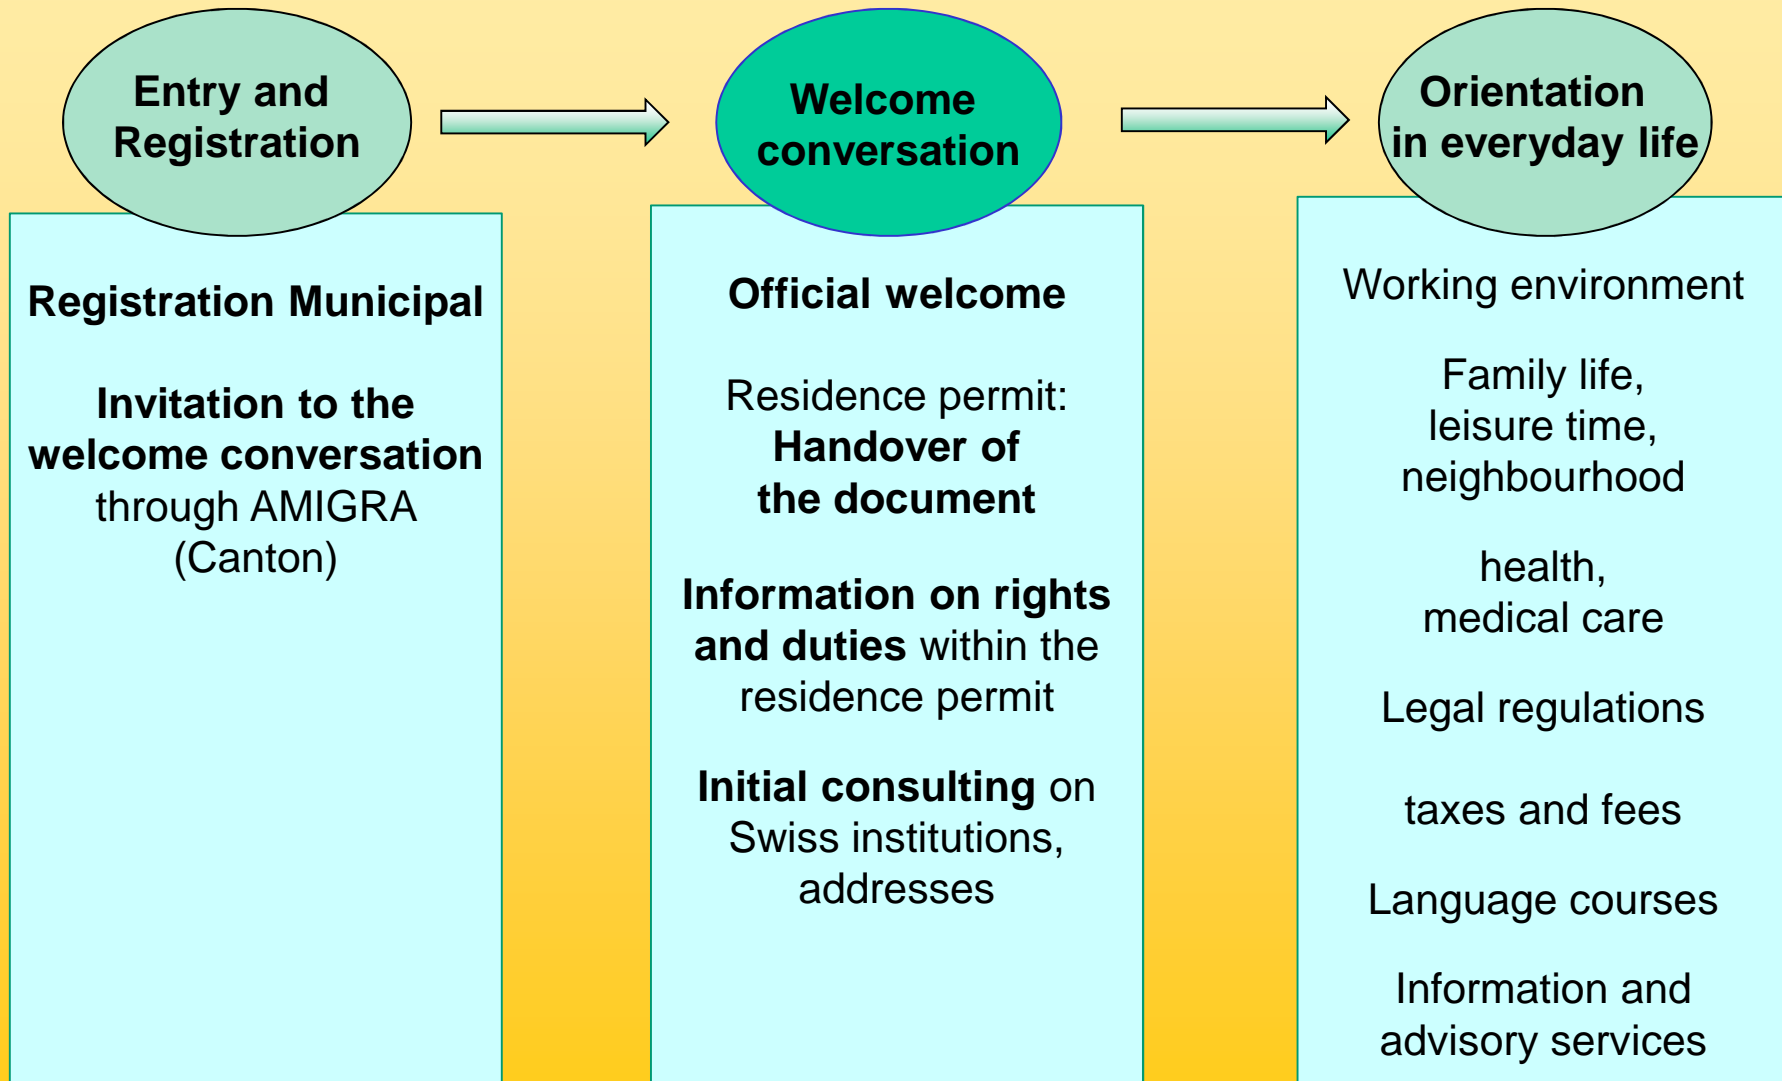 Entry and
Registration
Welcome
conversation
Orientation
in everyday life
Registration Municipal
Invitation to the
welcome conversation
through AMIGRA
(Canton)
Official welcome
Residence permit:
Handover of
the document
Information on rights
and duties within the
residence permit
Initial consulting on
Swiss institutions,
addresses
Working environment
Family life,
leisure time,
neighbourhood
health,
medical care
Legal regulations
taxes and fees
Language courses
Information and
advisory services